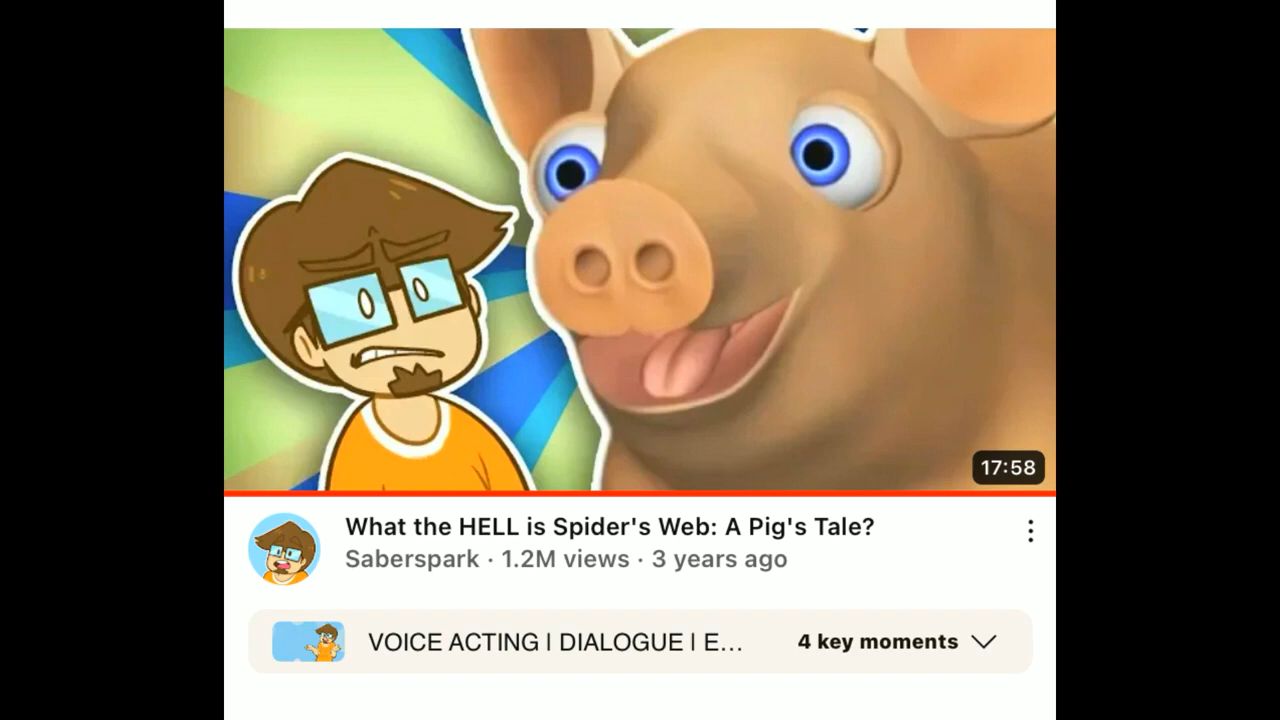 17:58
What the HELL is Spider's Web: A Pig's Tale?
Saberspark · 1.2M views · 3 years ago
VOICE ACTING | DIALOGUE | E... 4 key moments